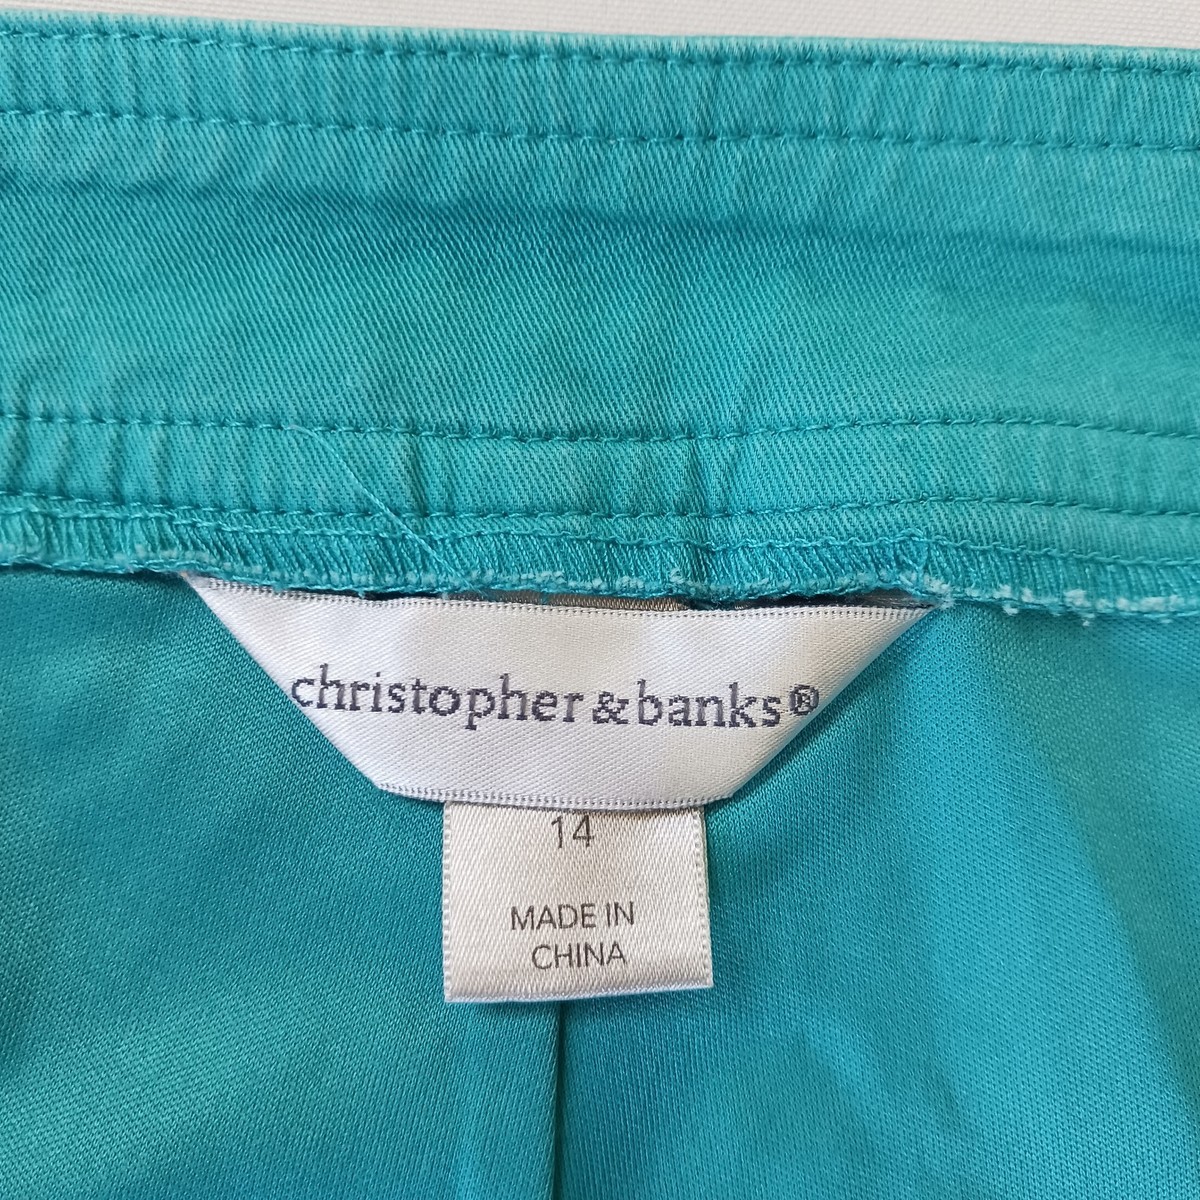 christopher & banks®
14
MADE IN
CHINA